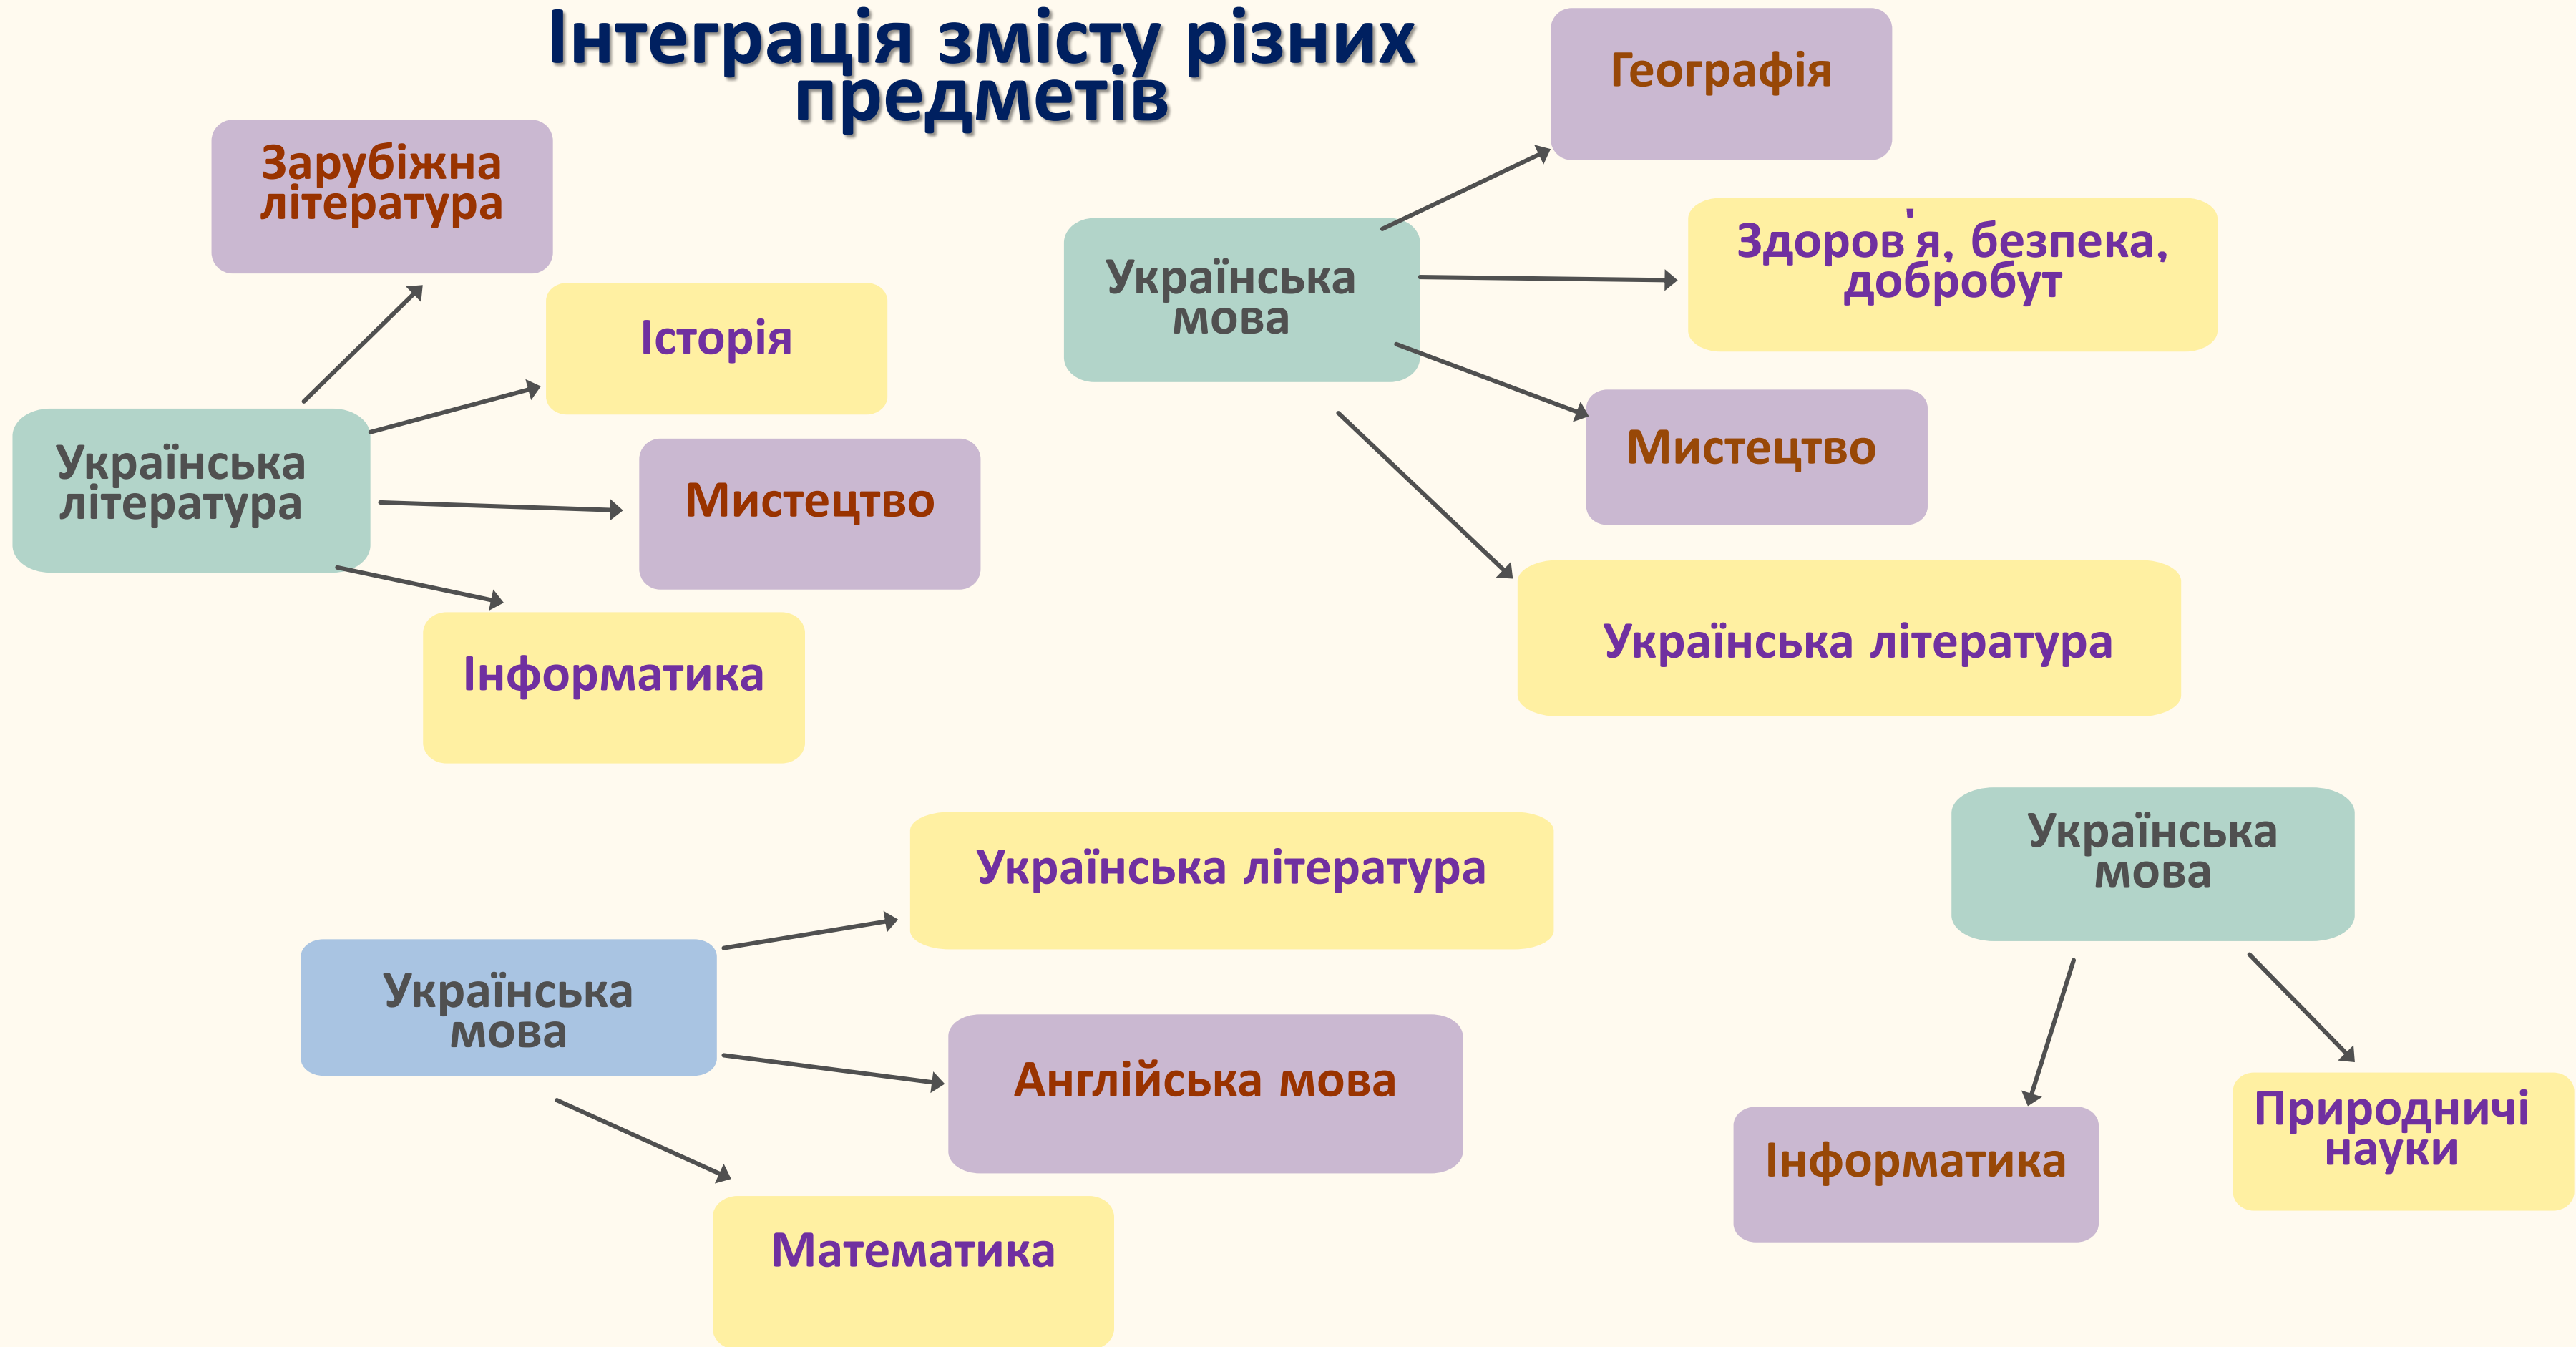 Інтеграція змісту різних
предметів
Зарубіжна
література
Історія
Українська
література
Мистецтво
Інформатика
Географія
Українська
мова
Здоров'я, безпека,
добробут
Мистецтво
Українська література
Українська література
Українська
мова
Англійська мова
Математика
Українська
мова
Інформатика
Природничі
науки